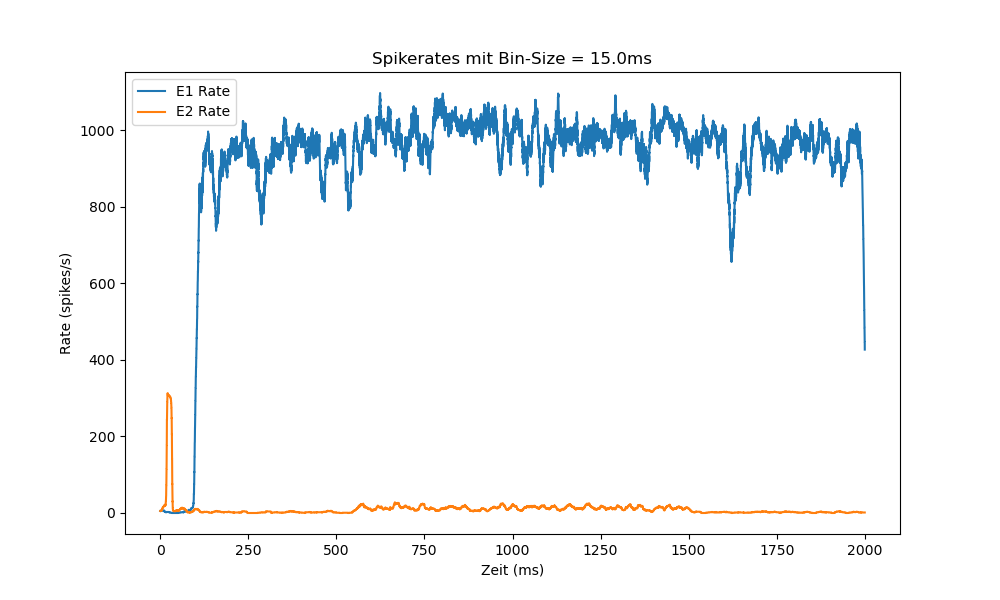 Spikerates mit Bin-Size = 15.0ms
E1 Rate
E2 Rate
1000
800
600
400
200
0
Rate (spikes/s)
0 250 500 750 1000 1250 1500 1750 2000
Zeit (ms)